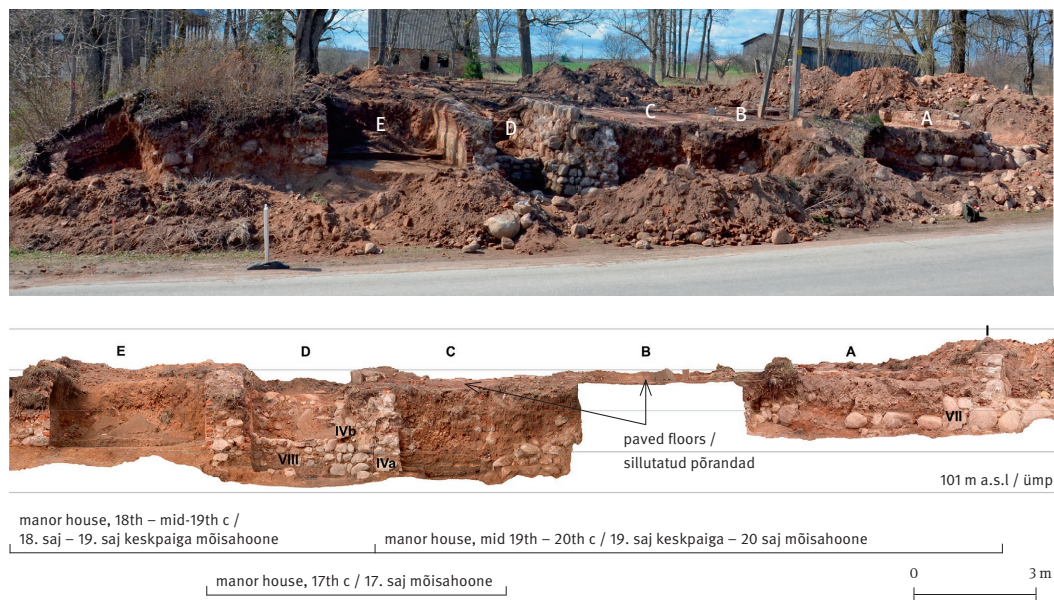 E
D
C
B
A
I
E
D
C
B
A
IVb
VIII
IVa
VII
paved floors /
sillutatud põrandad
101 m a.s.l / ümp
manor house, 18th – mid-19th c /
18. saj – 19. saj keskpaiga mõisahoone
manor house, mid 19th – 20th c / 19. saj keskpaiga – 20 saj mõisahoone
manor house, 17th c / 17. saj mõisahoone
0
3 m